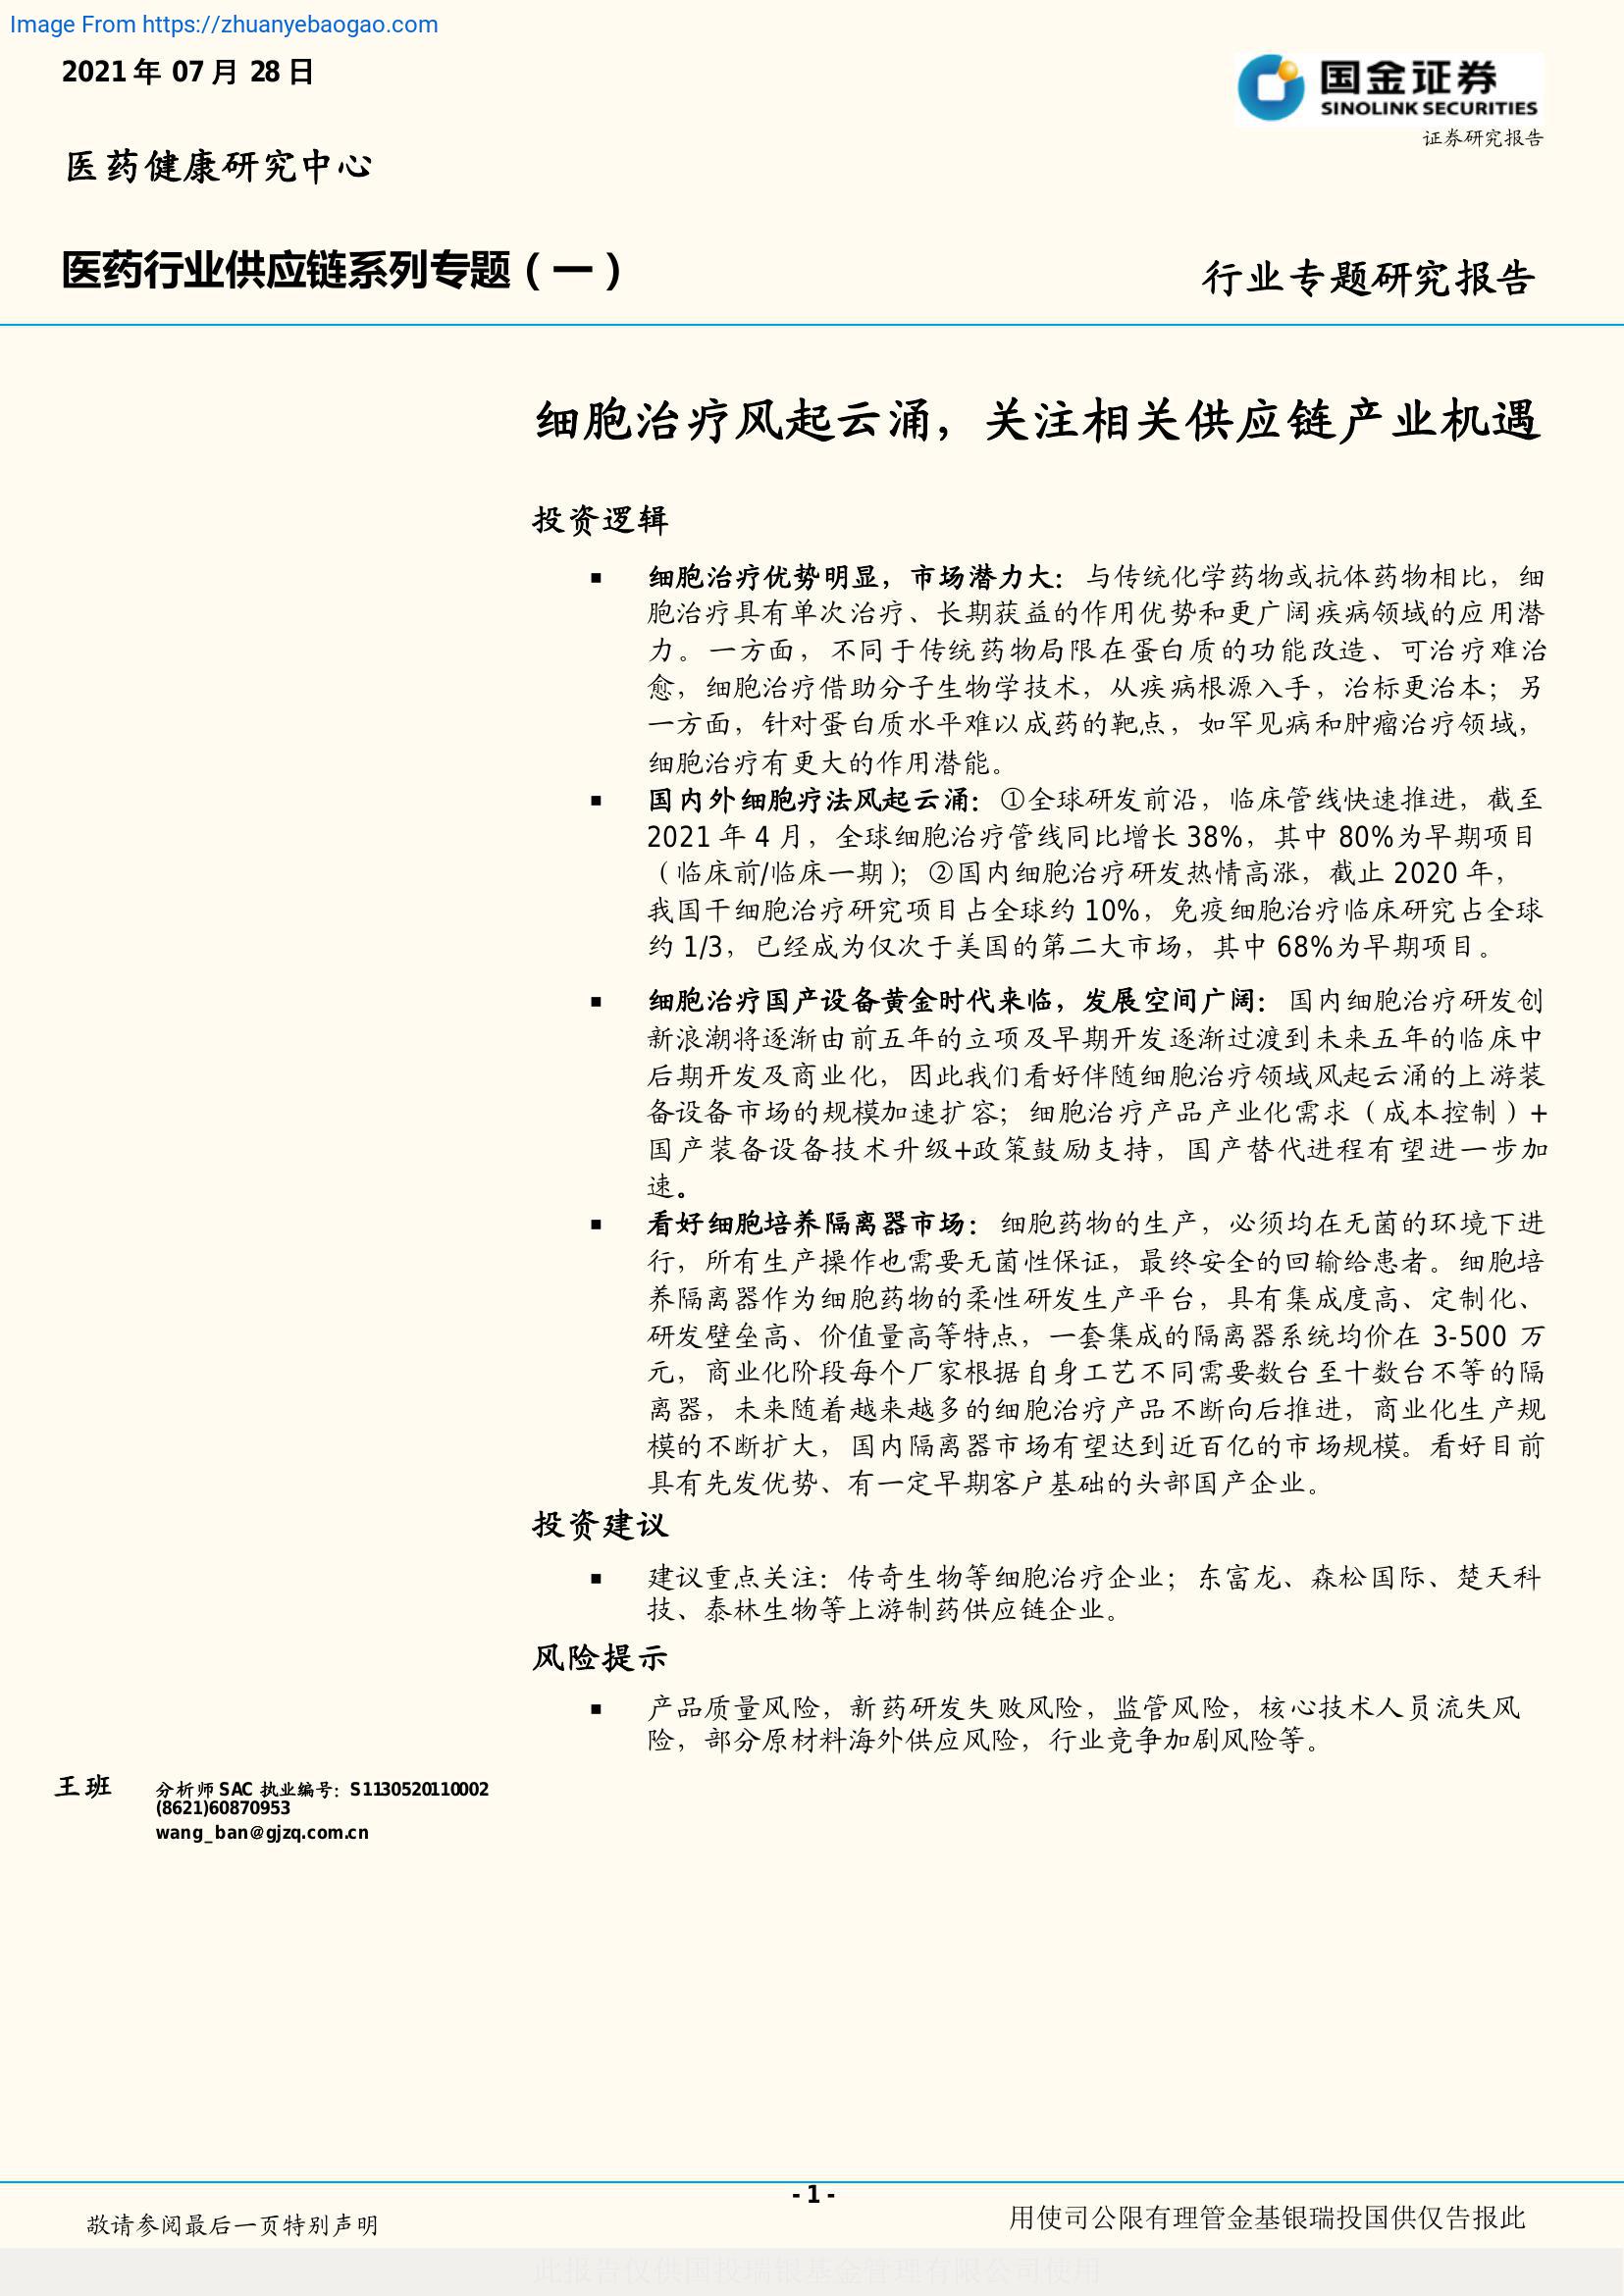 Image From https://zhuanyebaogao.com
2021 年 07 月 28 日
国金证券
SINOLINK SECURITIES
证券研究报告
医药健康研究中心
医药行业供应链系列专题（一）
行业专题研究报告
细胞治疗风起云涌，关注相关供应链产业机遇
投资逻辑
■ 细胞治疗优势明显，市场潜力大：与传统化学药物或抗体药物相比，细
胞治疗具有单次治疗、长期获益的作用优势和更广阔疾病领域的应用潜
力。一方面，不同于传统药物局限在蛋白质的功能改造、可治疗难治
愈，细胞治疗借助分子生物学技术，从疾病根源入手，治标更治本；另
一方面，针对蛋白质水平难以成药的靶点，如罕见病和肿瘤治疗领域，
细胞治疗有更大的作用潜能。
■ 国内外细胞疗法风起云涌：①全球研发前沿，临床管线快速推进，截至
2021 年 4 月，全球细胞治疗管线同比增长 38%，其中 80%为早期项目
（临床前/临床一期）；②国内细胞治疗研发热情高涨，截止 2020 年，
我国干细胞治疗研究项目占全球约 10%，免疫细胞治疗临床研究占全球
约 1/3，已经成为仅次于美国的第二大市场，其中 68%为早期项目。
■ 细胞治疗国产设备黄金时代来临，发展空间广阔：国内细胞治疗研发创
新浪潮将逐渐由前五年的立项及早期开发逐渐过渡到未来五年的临床中
后期开发及商业化，因此我们看好伴随细胞治疗领域风起云涌的上游装
备设备市场的规模加速扩容；细胞治疗产品产业化需求（成本控制）+
国产装备设备技术升级+政策鼓励支持，国产替代进程有望进一步加
速。
■ 看好细胞培养隔离器市场：细胞药物的生产，必须均在无菌的环境下进
行，所有生产操作也需要无菌性保证，最终安全的回输给患者。细胞培
养隔离器作为细胞药物的柔性研发生产平台，具有集成度高、定制化、
研发壁垒高、价值量高等特点，一套集成的隔离器系统均价在 3-500 万
元，商业化阶段每个厂家根据自身工艺不同需要数台至十数台不等的隔
离器，未来随着越来越多的细胞治疗产品不断向后推进，商业化生产规
模的不断扩大，国内隔离器市场有望达到近百亿的市场规模。看好目前
具有先发优势、有一定早期客户基础的头部国产企业。
投资建议
■ 建议重点关注：传奇生物等细胞治疗企业；东富龙、森松国际、楚天科
技、泰林生物等上游制药供应链企业。
风险提示
■ 产品质量风险，新药研发失败风险，监管风险，核心技术人员流失风
险，部分原材料海外供应风险，行业竞争加剧风险等。
王班 分析师 SAC 执业编号：S1130520110002
(8621)60870953
wang_ban@gjzq.com.cn
- 1 -
敬请参阅最后一页特别声明
用使司公限有理管金基银瑞投国供仅告报此
此报告仅供国投瑞银基金管理有限公司使用